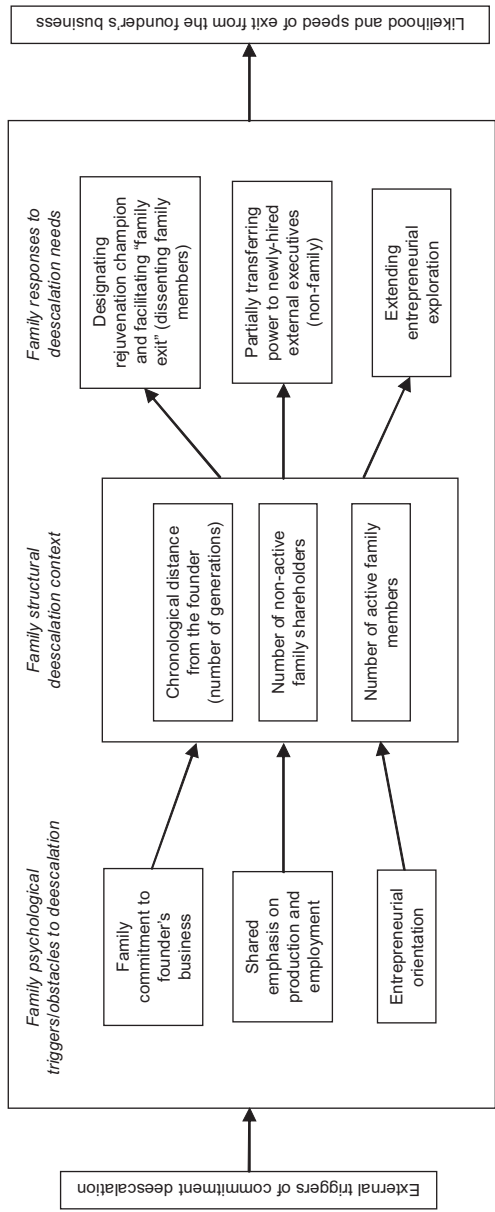 External triggers of commitment deescalation
Family psychological
triggers/obstacles to deescalation
Family
commitment to
founder's
business
Shared
emphasis on
production and
employment
Entrepreneurial
orientation
Family structural
deescalation context
Chronological distance
from the founder
(number of generations)
Number of non-active
family shareholders
Number of active family
members
Family responses to
deescalation needs
Designating
rejuvenation champion
and facilitating “family
exit” (dissenting family
members)
Partially transferring
power to newly-hired
external executives
(non-family)
Extending
entrepreneurial
exploration
Likelihood and speed of exit from the founder's business